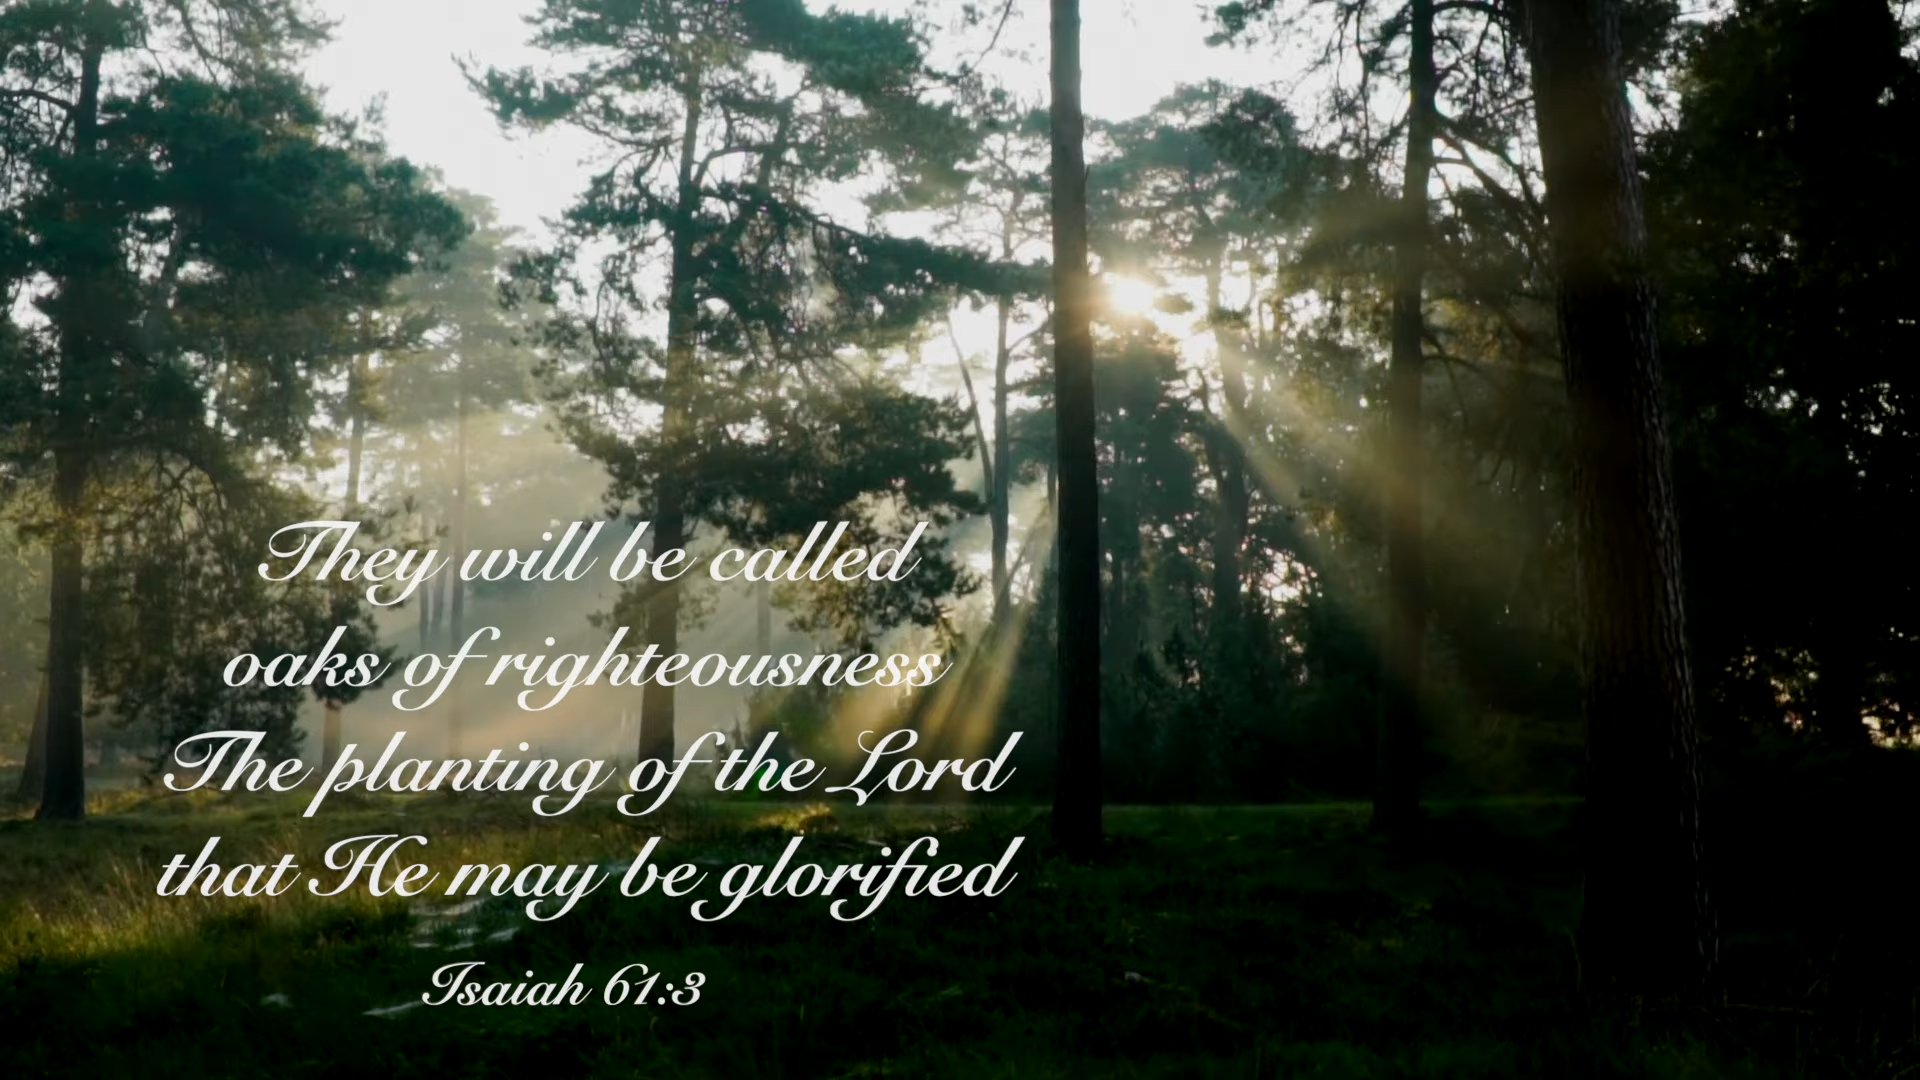 They will be called
oaks of righteousness
The planting of the Lord
that He may be glorified
Isaiah 61:3